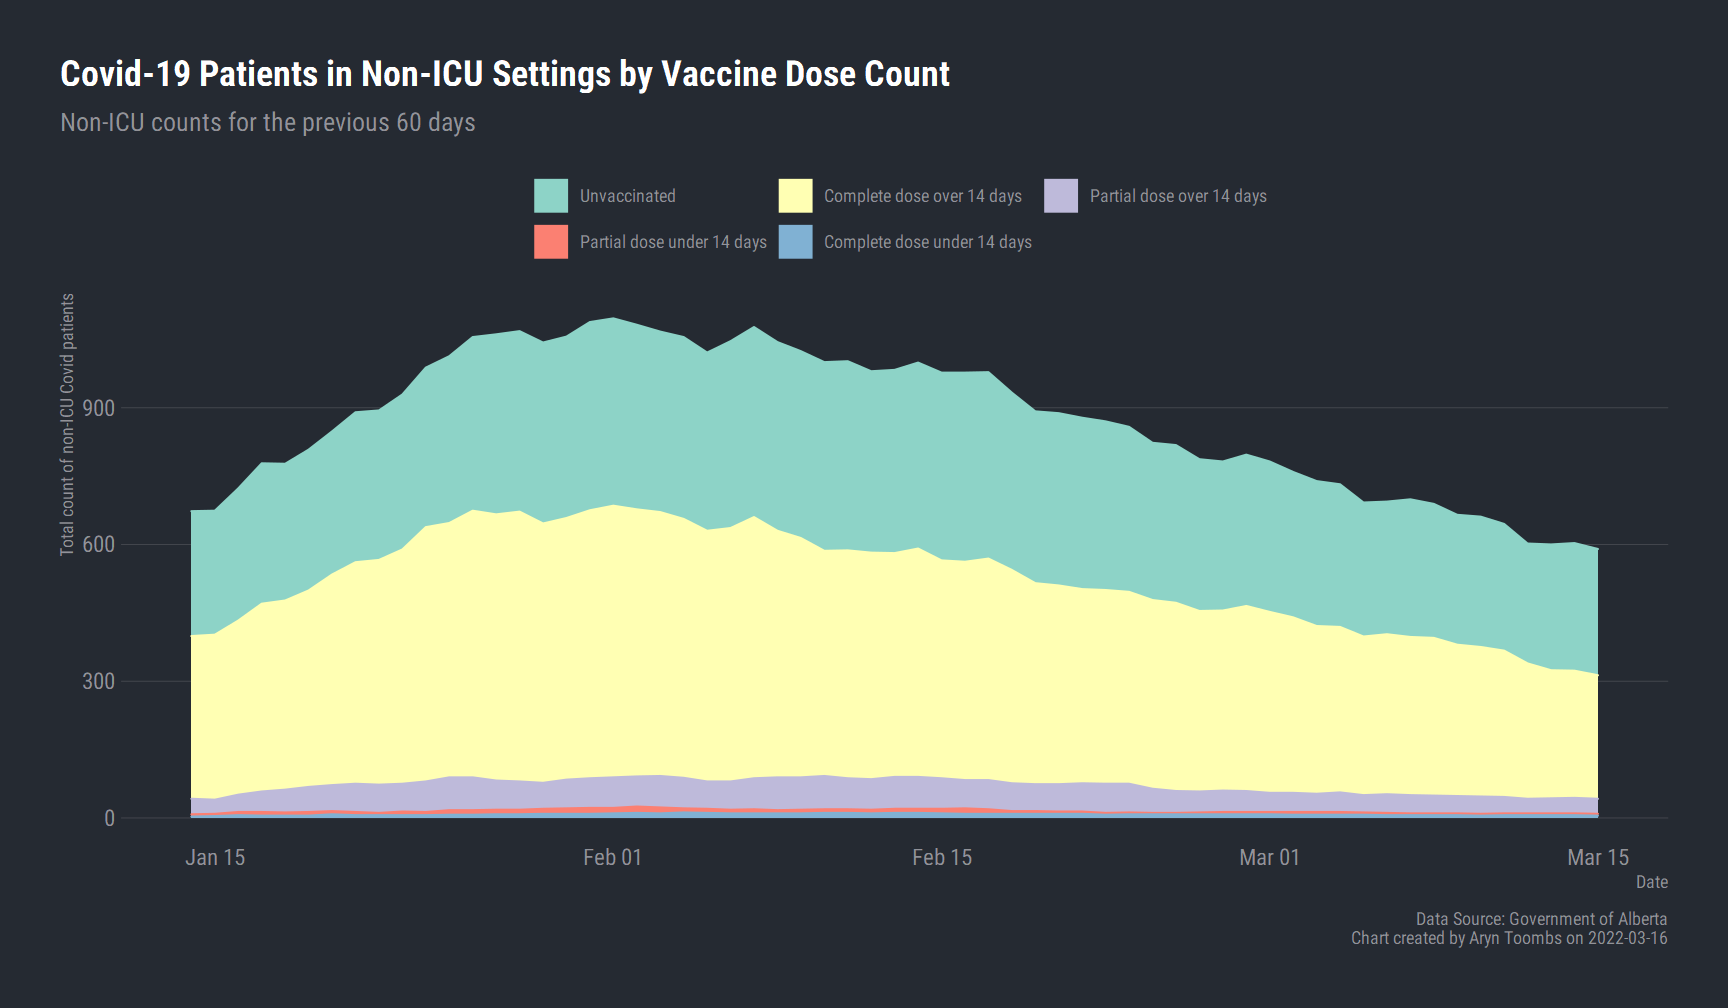 Covid-19 Patients in Non-ICU Settings by Vaccine Dose Count
Non-ICU counts for the previous 60 days
Unvaccinated
Complete dose over 14 days
Partial dose over 14 days
Partial dose under 14 days
Complete dose under 14 days
Total count of non-ICU Covid patients
900
600
300
0
Jan 15
Feb 01
Feb 15
Mar 01
Mar 15
Date
Data Source: Government of Alberta
Chart created by Aryn Toombs on 2022-03-16